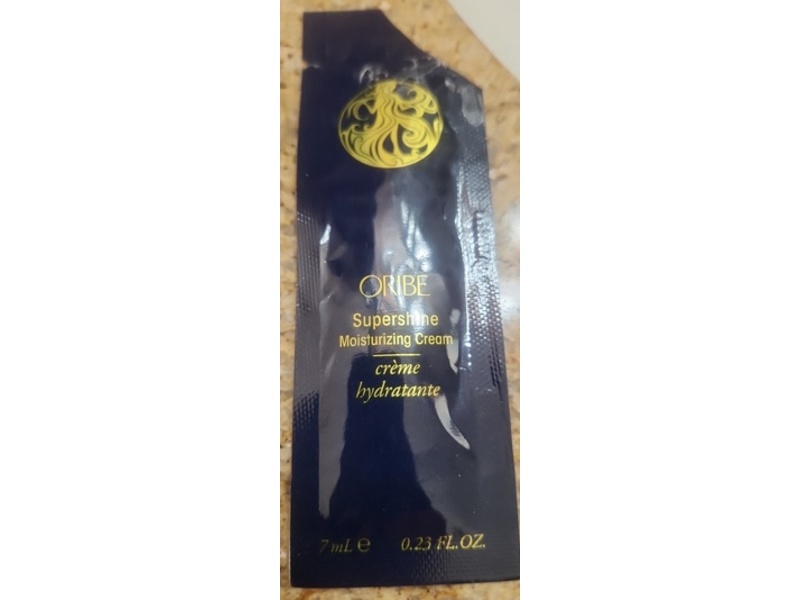 ORIBE
Supershine
Moisturizing Cream
crème
hydratante
7 mL ℮ 0.23 FL.OZ.